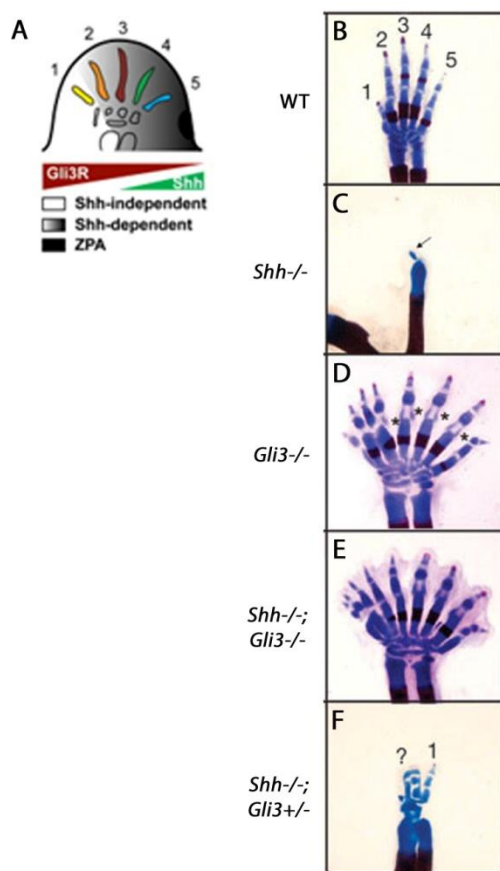 A
1
2
3
4
5
Gli3R
Shh
Shh-independent
Shh-dependent
ZPA
WT
B
1
2
3
4
5
Shh-/-
C
Gli3-/-
D
*
*
*
*
Shh-/-;
Gli3-/-
E
Shh-/-;
Gli3+/-
F
? 1